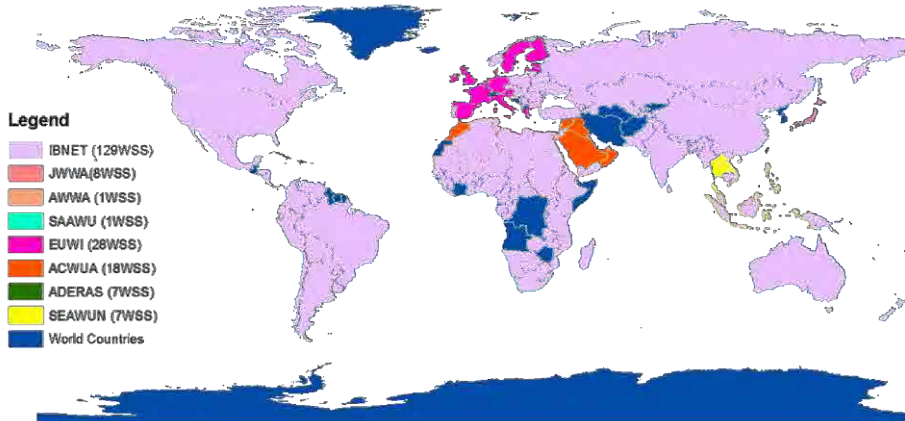 Legend
IBNET (129WSS)
JWWA(8WSS)
AWWA (1WSS)
SAAWU (1WSS)
EUWI (28WSS)
ACWUA (18WSS)
ADERAS (7WSS)
SEAWUN (7WSS)
World Countries